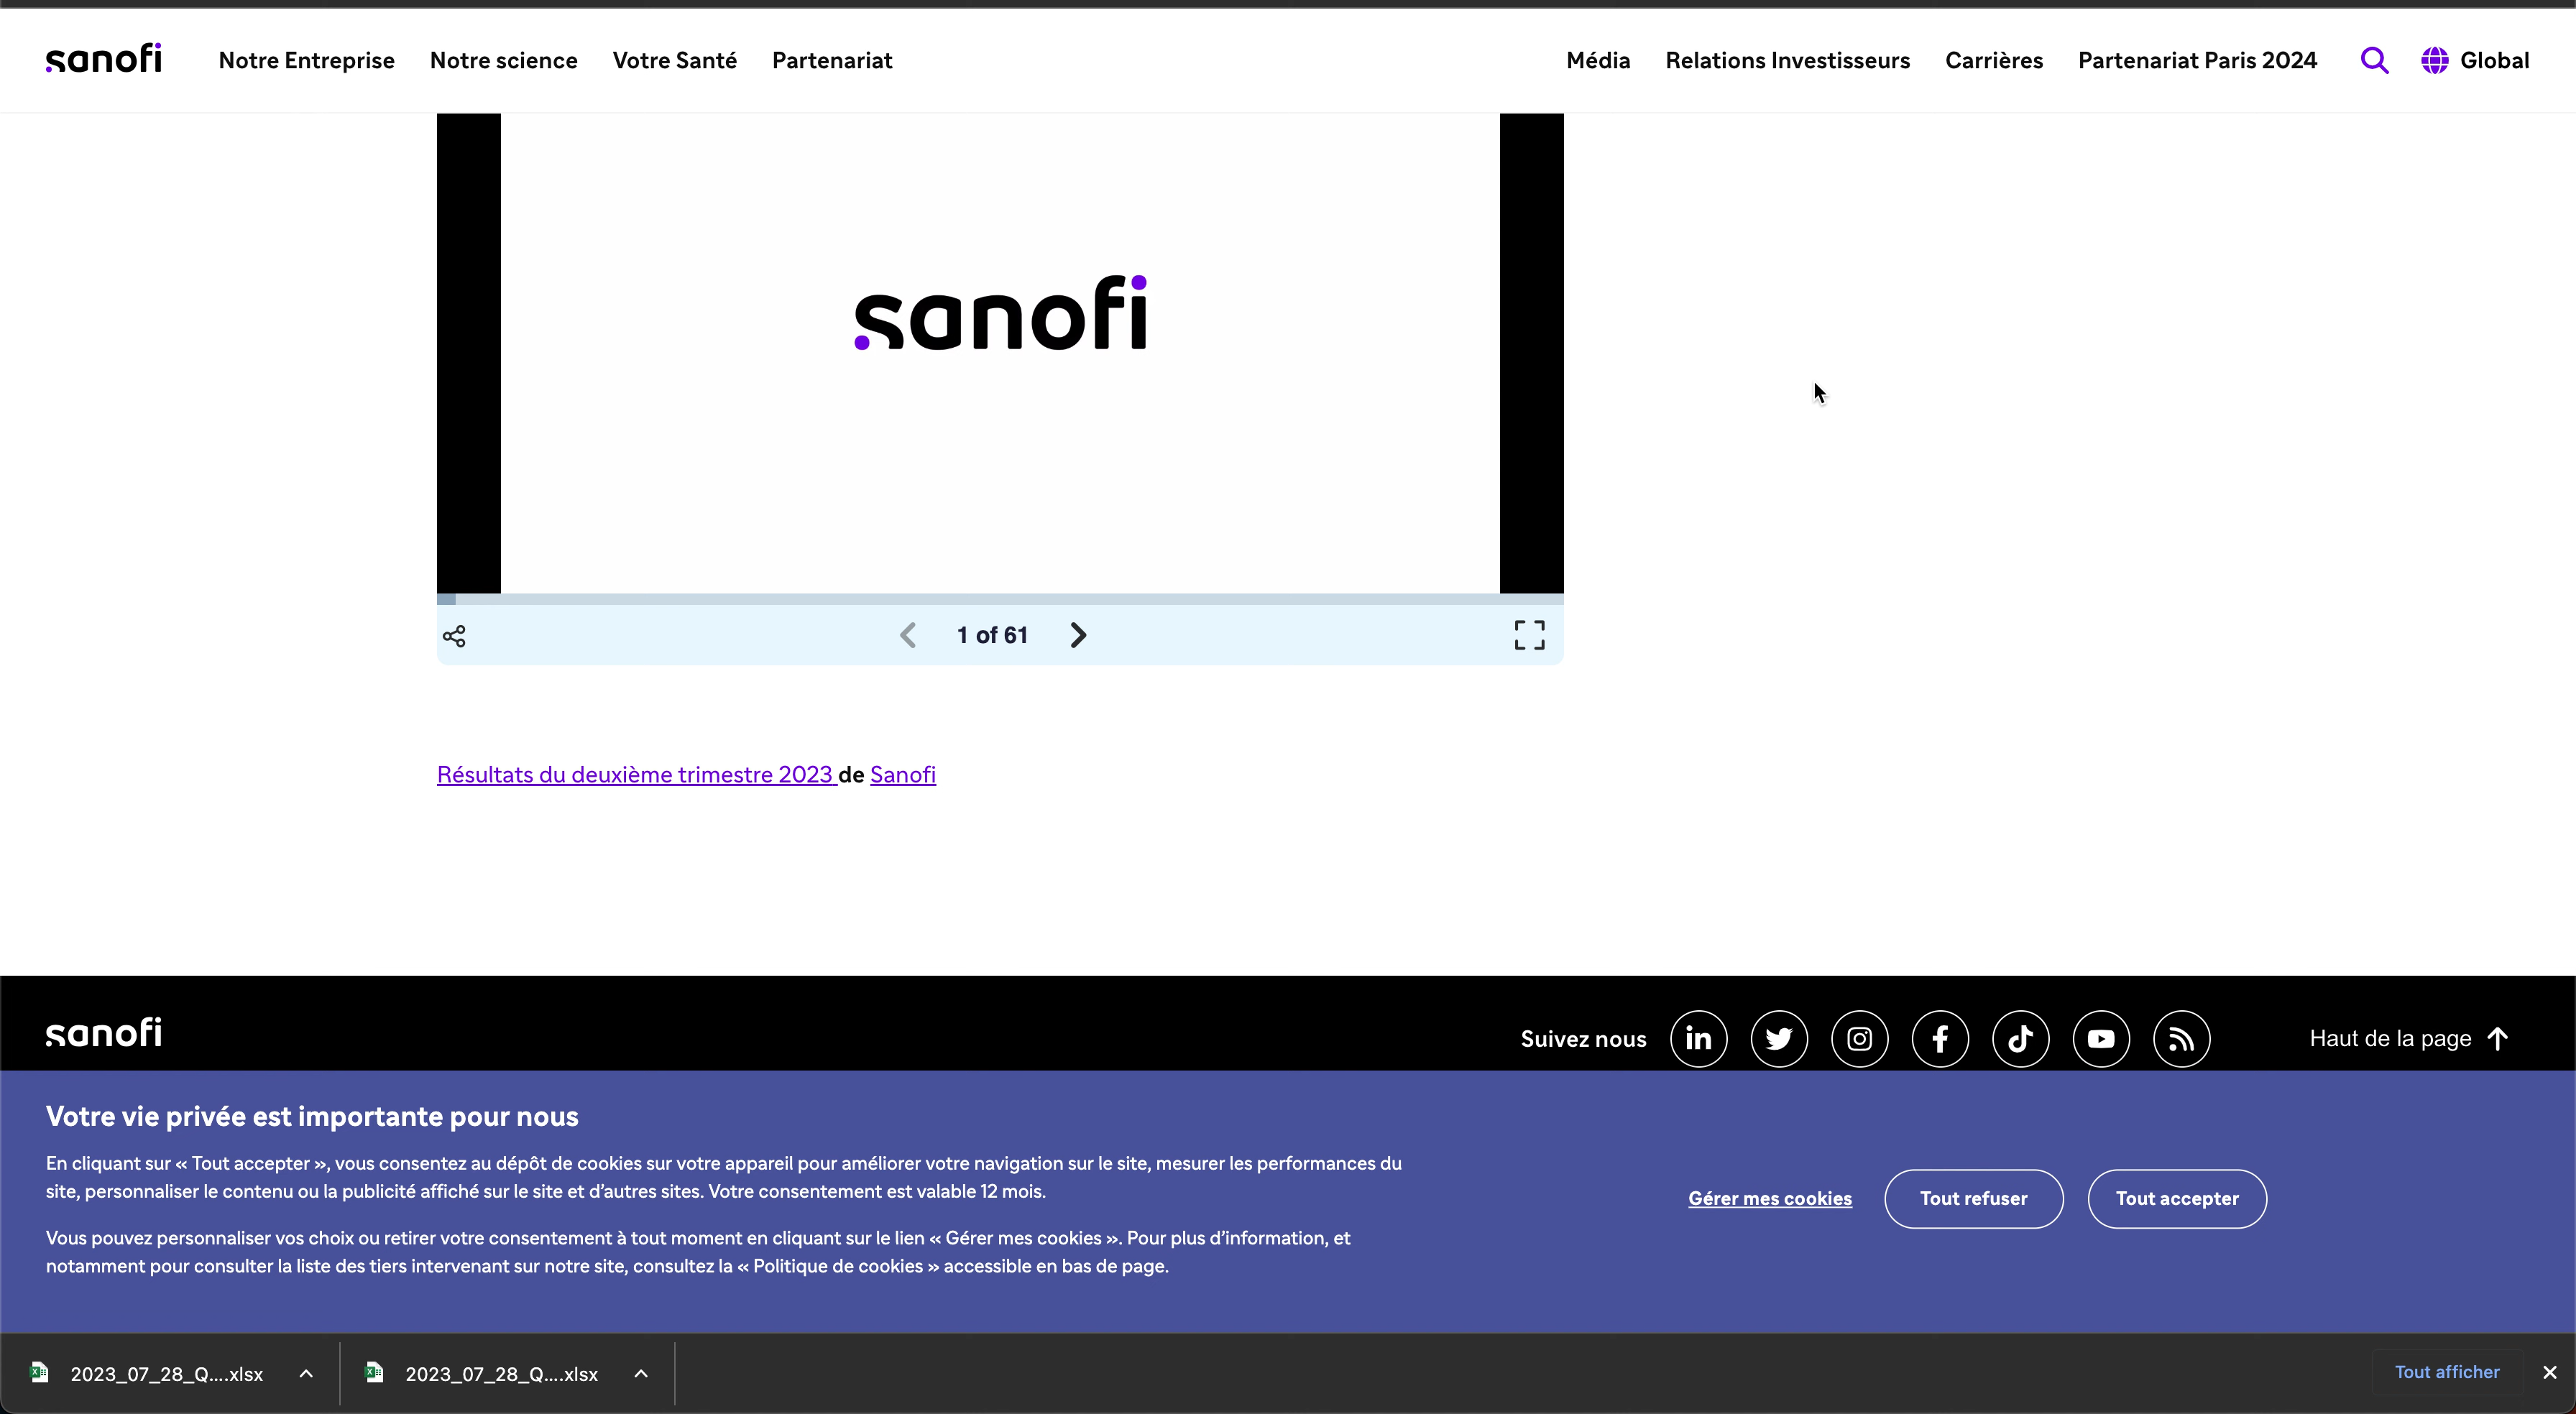 sanofi
Notre Entreprise
Notre science
Votre Santé
Partenariat
Média
Relations Investisseurs
Carrières
Partenariat Paris 2024
Global
sanofi
1 of 61
Résultats du deuxième trimestre 2023 de Sanofi
sanofi
Suivez nous
Haut de la page
Votre vie privée est importante pour nous
En cliquant sur « Tout accepter », vous consentez au dépôt de cookies sur votre appareil pour améliorer votre navigation sur le site, mesurer les performances du
site, personnaliser le contenu ou la publicité affiché sur le site et d’autres sites. Votre consentement est valable 12 mois.
Vous pouvez personnaliser vos choix ou retirer votre consentement à tout moment en cliquant sur le lien « Gérer mes cookies ». Pour plus d’information, et
notamment pour consulter la liste des tiers intervenant sur notre site, consultez la « Politique de cookies » accessible en bas de page.
Gérer mes cookies
Tout refuser
Tout accepter
2023_07_28_Q....xlsx
2023_07_28_Q....xlsx
Tout afficher